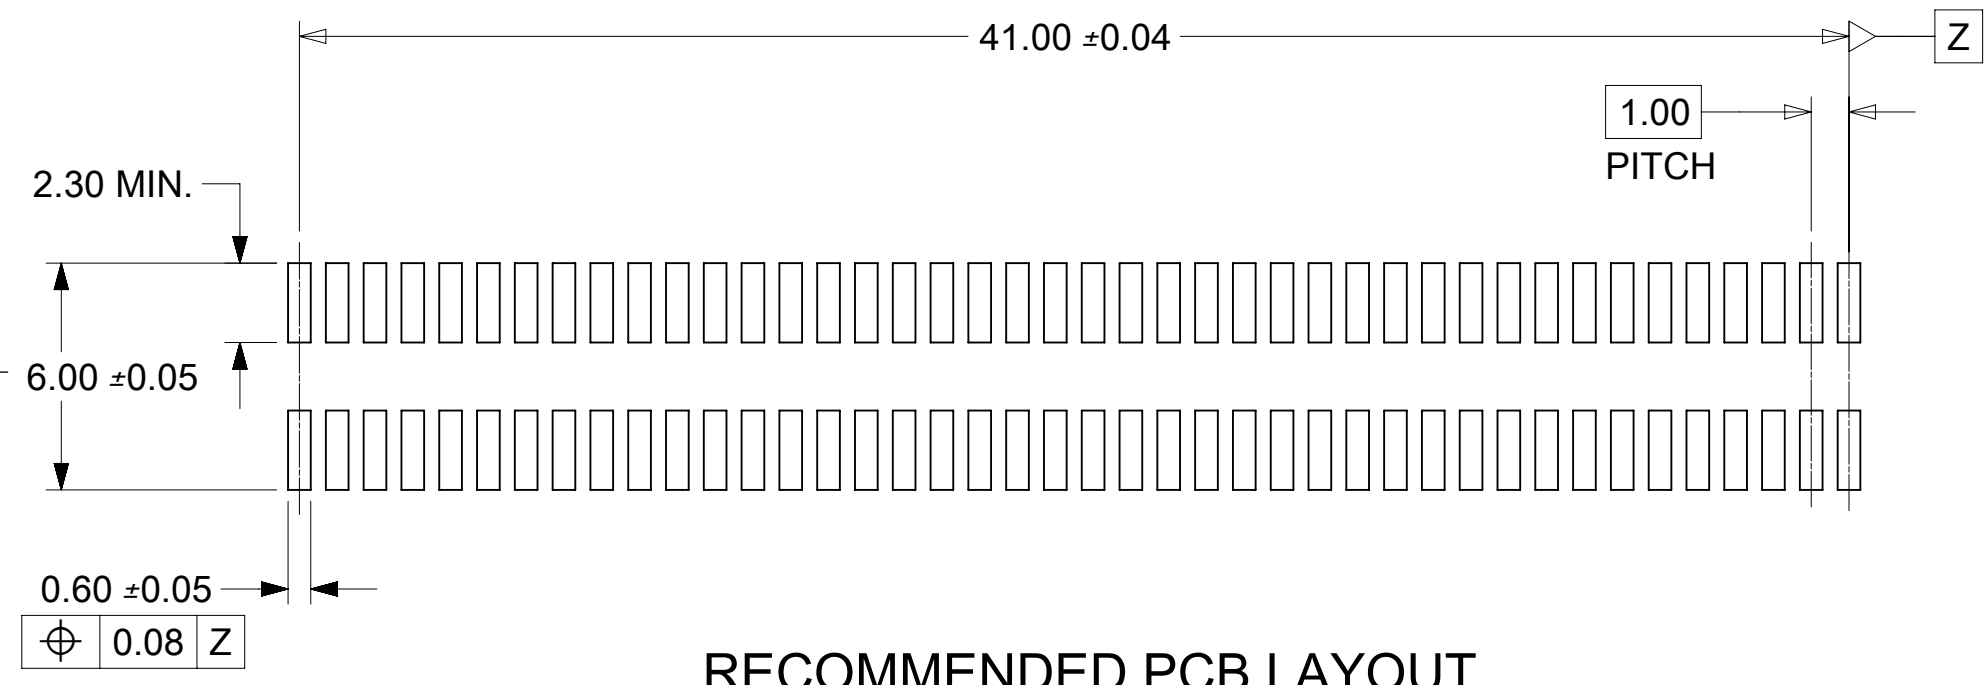 41.00 ±0.04
Z
1.00
PITCH
2.30 MIN.
6.00 ±0.05
0.60 ±0.05
⌖ 0.08 Z
RECOMMENDED PCB LAYOUT